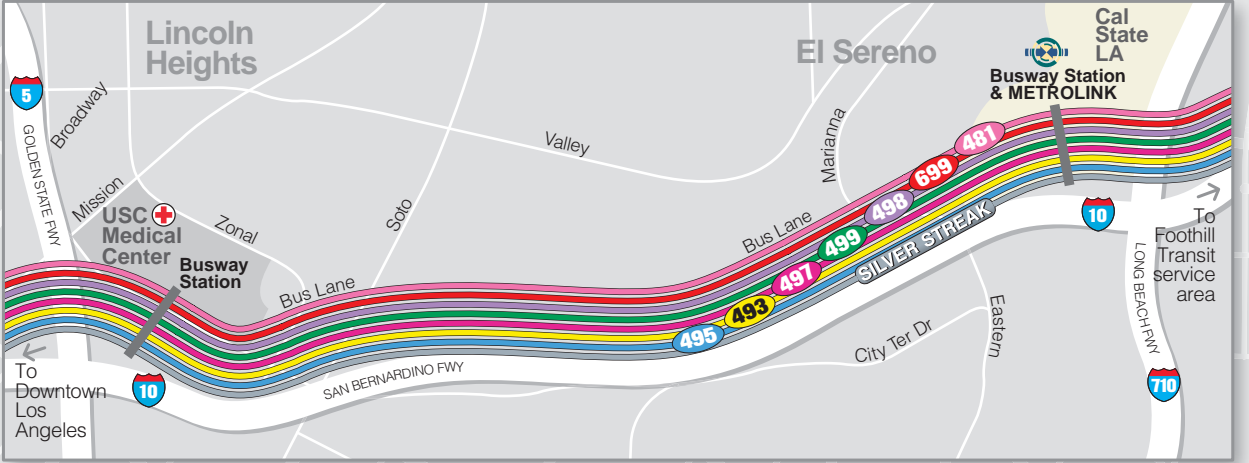 Lincoln
Heights
El Sereno
Cal
State
LA
Busway Station
& METROLINK
5
GOLDEN STATE FWY
Broadway
Mission
USC
Medical
Center
Zonal
Busway
Station
Soto
Valley
Marianna
Bus Lane
Bus Lane
481
699
498
499
497
493
495
SILVER STREAK
10
To
Foothill
Transit
service
area
LONG BEACH FWY
710
Eastern
City Ter Dr
SAN BERNARDINO FWY
10
To
Downtown
Los
Angeles